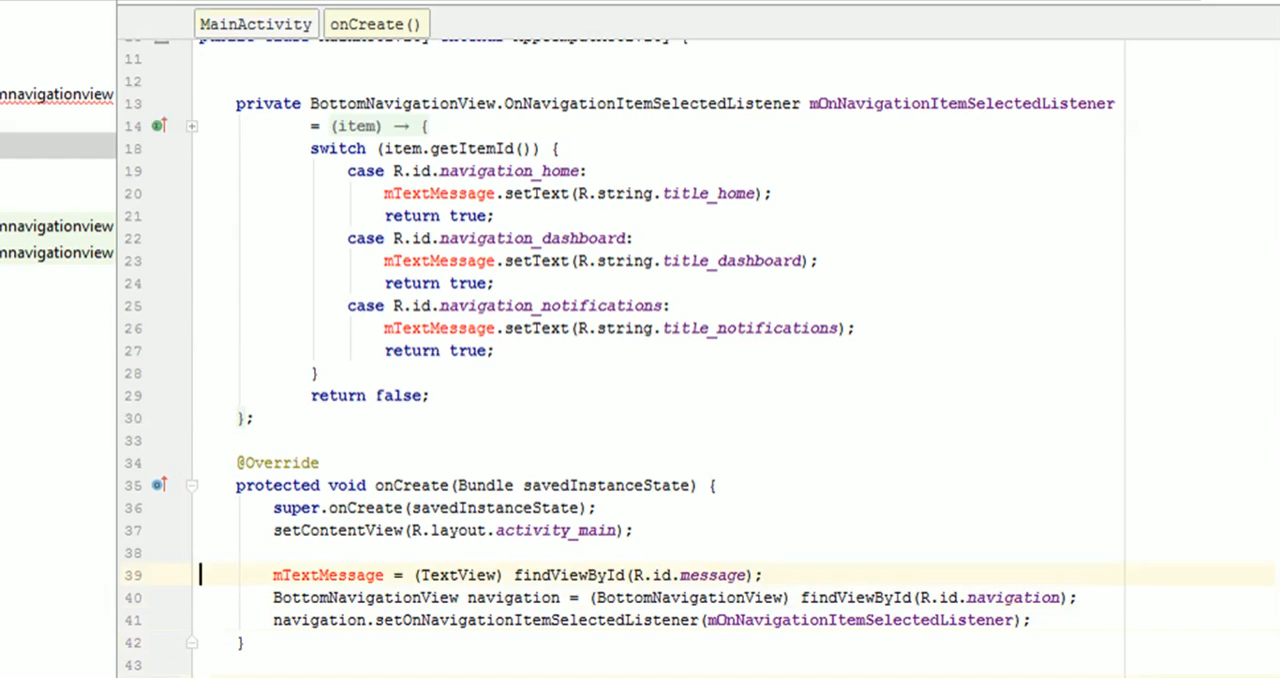 MainActivity onCreate()
11
12
mnavigationview
13 private BottomNavigationView.OnNavigationItemSelectedListener mOnNavigationItemSelectedListener
14 = (item) → {
18 switch (item.getItemId()) {
19 case R.id.navigation_home:
20 mTextMessage.setText(R.string.title_home);
21 return true;
mnavigationview
22 case R.id.navigation_dashboard:
mnavigationview
23 mTextMessage.setText(R.string.title_dashboard);
24 return true;
25 case R.id.navigation_notifications:
26 mTextMessage.setText(R.string.title_notifications);
27 return true;
28 }
29 return false;
30 };
33
34 @Override
35 protected void onCreate(Bundle savedInstanceState) {
36 super.onCreate(savedInstanceState);
37 setContentView(R.layout.activity_main);
38
39 mTextMessage = (TextView) findViewById(R.id.message);
40 BottomNavigationView navigation = (BottomNavigationView) findViewById(R.id.navigation);
41 navigation.setOnNavigationItemSelectedListener(mOnNavigationItemSelectedListener);
42 }
43